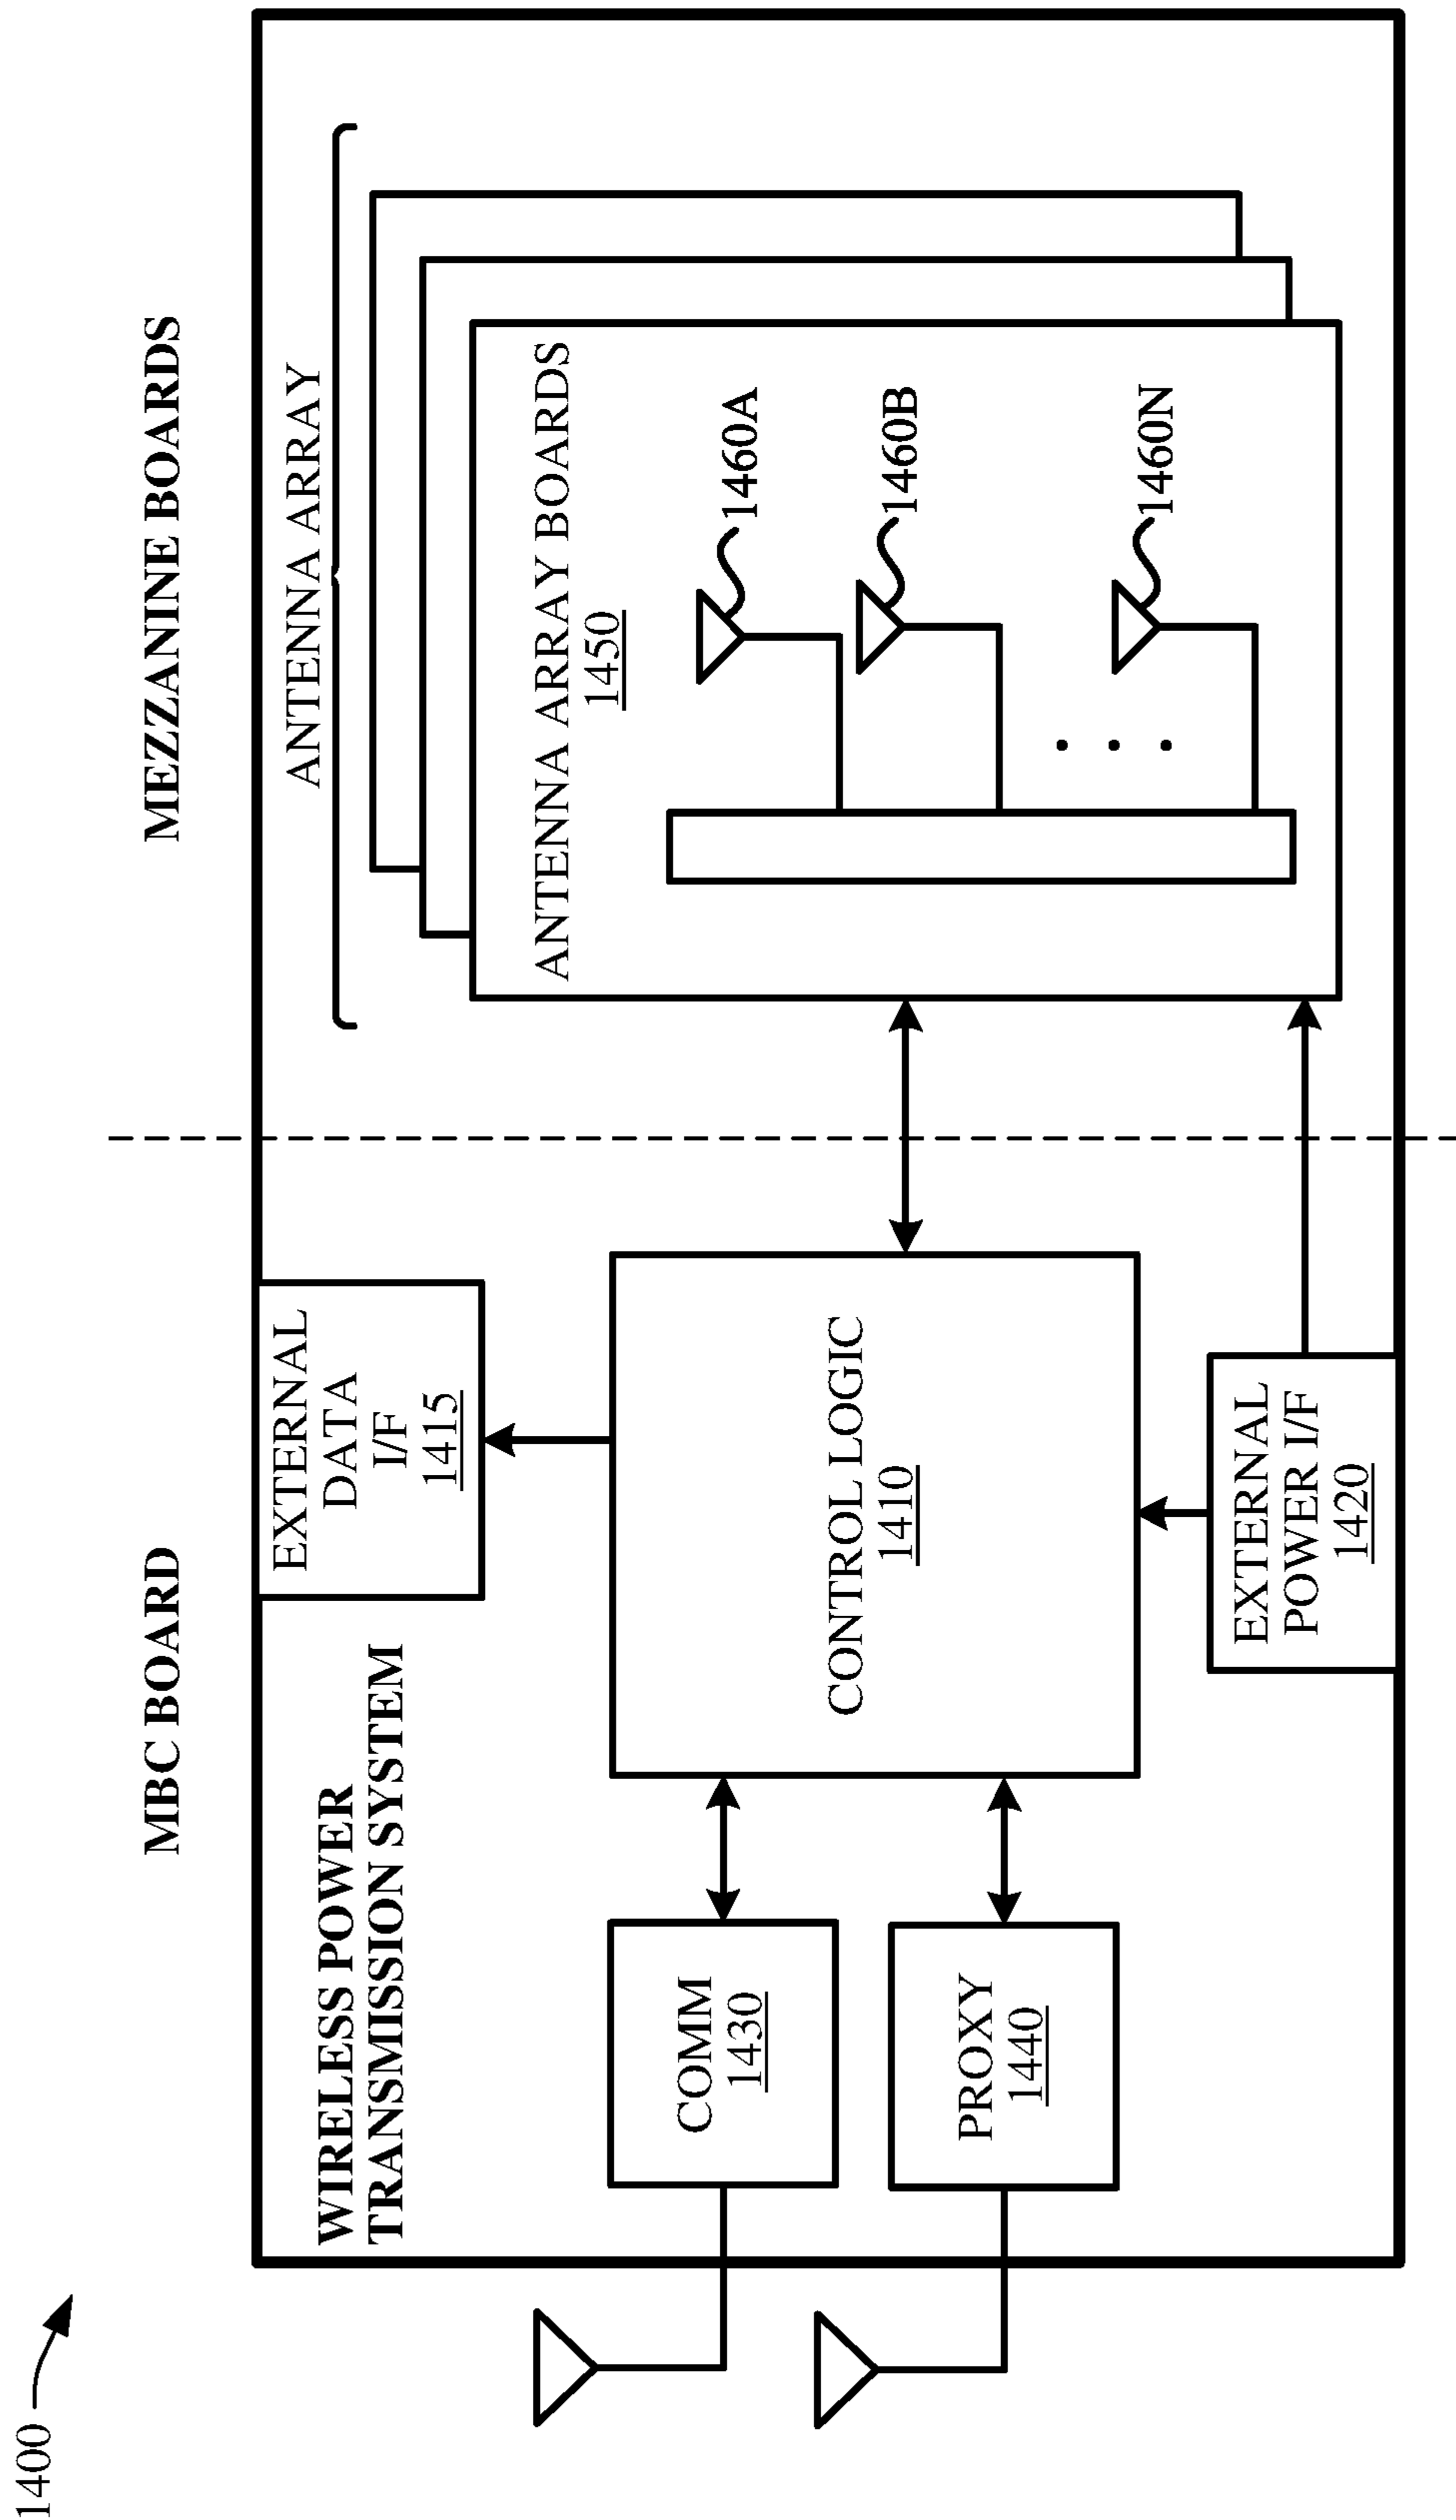 1400
MBC BOARD
MEZZANINE BOARDS
WIRELESS POWER
TRANSMISSION SYSTEM
EXTERNAL
DATA
I/F
1415
ANTENNA ARRAY
ANTENNA ARRAY BOARDS
1450
COMM
1430
PROXY
1440
CONTROL LOGIC
1410
EXTERNAL
POWER I/F
1420
1460A
1460B
1460N